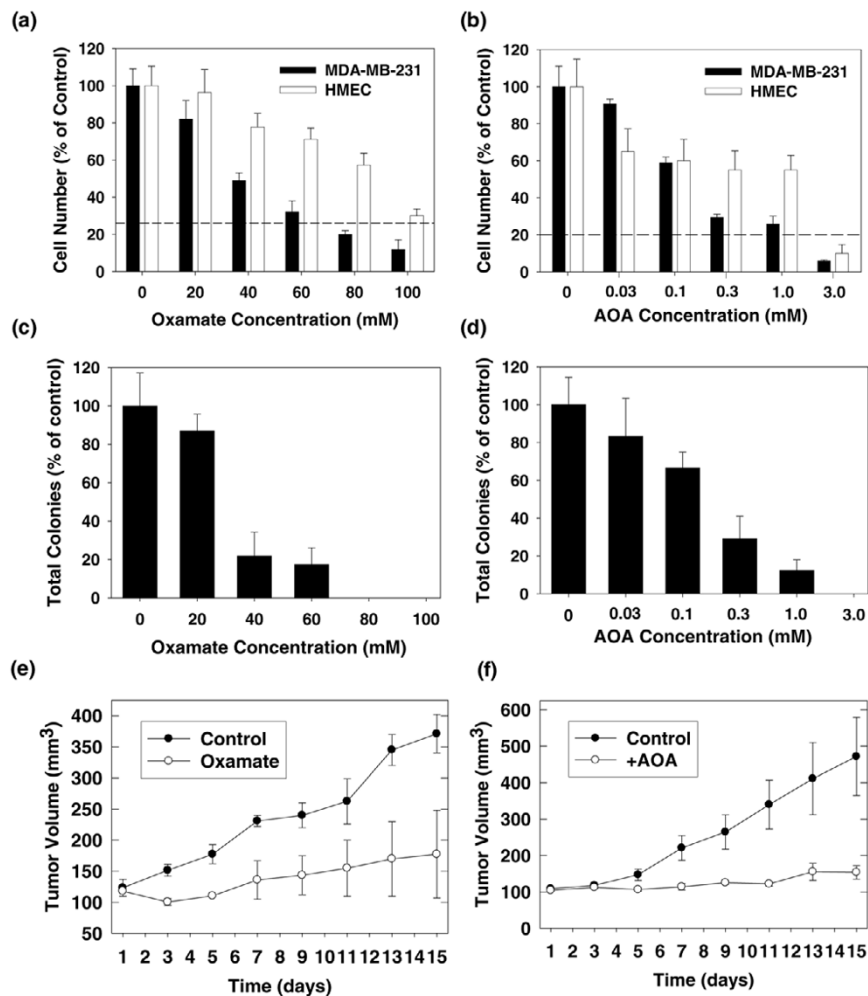 (a)
Cell Number (% of Control)
120
100
80
60
40
20
0
MDA-MB-231
HMEC
0 20 40 60 80 100
Oxamate Concentration (mM)
(b)
Cell Number (% of Control)
120
100
80
60
40
20
0
MDA-MB-231
HMEC
0 0.03 0.1 0.3 1.0 3.0
AOA Concentration (mM)
(c)
Total Colonies (% of control)
120
100
80
60
40
20
0
0 20 40 60 80 100
Oxamate Concentration (mM)
(d)
Total Colonies (% of control)
120
100
80
60
40
20
0
0 0.03 0.1 0.3 1.0 3.0
AOA Concentration (mM)
(e)
Tumor Volume (mm³)
400
350
300
250
200
150
100
50
Control
Oxamate
1 2 3 4 5 6 7 8 9 10 11 12 13 14 15
Time (days)
(f)
Tumor Volume (mm³)
600
500
400
300
200
100
0
Control
+AOA
1 2 3 4 5 6 7 8 9 10 11 12 13 14 15
Time (days)